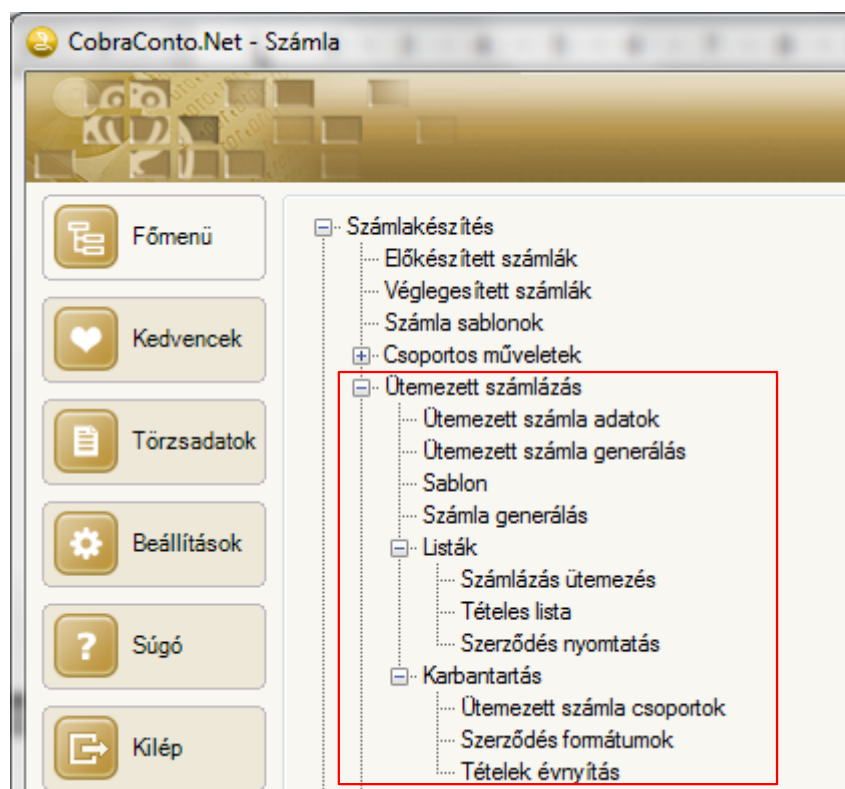 CobraConto.Net - Számla
Főmenü
Kedvencek
Törzsadatok
Beállítások
Súgó
Kilép
Számlakészítés
Előkészített számlák
Véglegesített számlák
Számla sablonok
Csoportos műveletek
Ütemezett számlázás
Ütemezett számla adatok
Ütemezett számla generálás
Sablon
Számla generálás
Listák
Számlázás ütemezés
Tételes lista
Szerződés nyomtatás
Karbantartás
Ütemezett számla csoportok
Szerződés formátumok
Tételek évnyitás